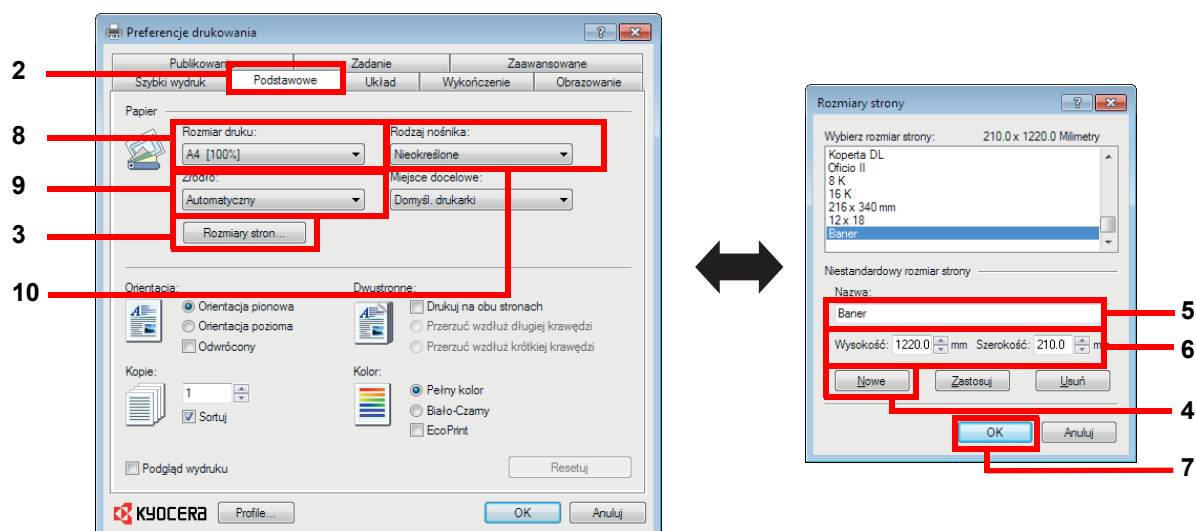 Preferencje drukowania
Publikowan Zadanie Zaawansowane
Szybki wydruk Podstawowe Układ Wykończenie Obrazowanie
2
Papier
Rozmiar druku: Rodzaj nośnika:
8
A4 [100%] Nieokreślone
Źródło: Miejsce docelowe:
9
Automatyczny Domyśl. drukarki
3
Rozmiary stron...
10
Orientacja: Dwustronne:
Orientacja pionowa Drukuj na obu stronach
Orientacja pozioma Przerzuć wzdłuż długiej krawędzi
Odwrócony Przerzuć wzdłuż krótkiej krawędzi
Kopie: Kolor:
1 Pełny kolor
Sortuj Biało-Czarny
EcoPrint
Podgląd wydruku Resetuj
KYOCERA Profile... OK Anuluj
Rozmiary strony
Wybierz rozmiar strony: 210.0 x 1220.0 Milimetry
Koperta DL
Oficio II
8 K
16 K
216 x 340 mm
12 x 18
Baner
Niestandardowy rozmiar strony
Nazwa:
Baner
5
Wysokość: 1220.0 mm Szerokość: 210.0 m
6
Nowe Zastosuj Usuń
4
OK Anuluj
7